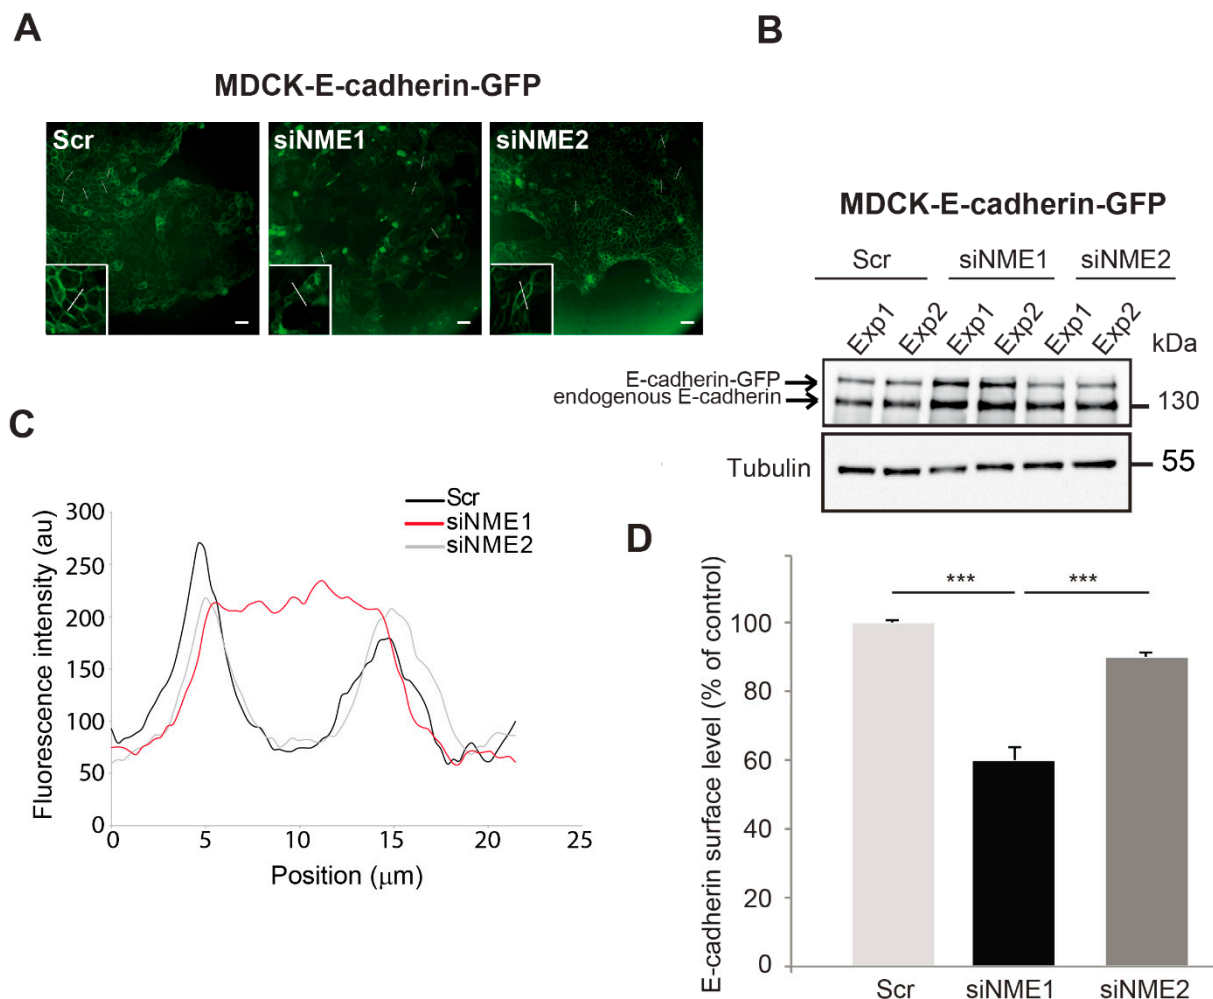 A
MDCK-E-cadherin-GFP
Scr
siNME1
siNME2
B
MDCK-E-cadherin-GFP
Scr siNME1 siNME2
Exp1 Exp2 Exp1 Exp2 Exp1 Exp2 kDa
E-cadherin-GFP
endogenous E-cadherin
130
Tubulin
55
C
Scr
siNME1
siNME2
Fluorescence intensity (au)
300
250
200
150
100
50
0
0 5 10 15 20 25
Position (μm)
D
E-cadherin surface level (% of control)
*** ***
100
80
60
40
20
0
Scr siNME1 siNME2